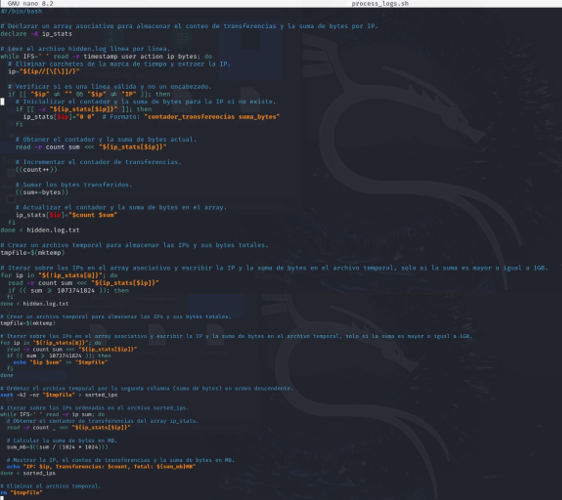 GNU nano 8.2 process_logs.sh
#!/bin/bash
# Declarar un array asociativo para almacenar el conteo de transferencias y la suma de bytes por IP.
declare -A ip_stats
# Leer el archivo hidden.log línea por línea.
while IFS=' ' read -r timestamp user action ip bytes; do
# Eliminar corchetes de la marca de tiempo y extraer la IP.
ip="${ip//[\[\]]/}"
# Verificar si es una línea válida y no un encabezado.
if [[ "$ip" ≠ "" && "$ip" ≠ "IP" ]]; then
# Inicializar el contador y la suma de bytes para la IP si no existe.
if [[ -z "${ip_stats[$ip]}" ]]; then
ip_stats[$ip]="0 0" # Formato: "contador_transferencias suma_bytes"
fi
# Obtener el contador y la suma de bytes actual.
read -r count sum <<< "${ip_stats[$ip]}"
# Incrementar el contador de transferencias.
((count++))
# Sumar los bytes transferidos.
((sum+=bytes))
# Actualizar el contador y la suma de bytes en el array.
ip_stats[$ip]="$count $sum"
fi
done < hidden.log.txt
# Crear un archivo temporal para almacenar las IPs y sus bytes totales.
tmpfile=$(mktemp)
# Iterar sobre las IPs en el array asociativo y escribir la IP y la suma de bytes en el archivo temporal, solo si la suma es mayor o igual a 1GB.
for ip in "${!ip_stats[@]}"; do
read -r count sum <<< "${ip_stats[$ip]}"
if (( sum ≥ 1073741824 )); then
fi
done < hidden.log.txt
# Crear un archivo temporal para almacenar las IPs y sus bytes totales.
tmpfile=$(mktemp)
# Iterar sobre las IPs en el array asociativo y escribir la IP y la suma de bytes en el archivo temporal, solo si la suma es mayor o igual a 1GB.
for ip in "${!ip_stats[@]}"; do
read -r count sum <<< "${ip_stats[$ip]}"
if (( sum ≥ 1073741824 )); then
echo "$ip $sum" >> "$tmpfile"
fi
done
# Ordenar el archivo temporal por la segunda columna (suma de bytes) en orden descendente.
sort -k2 -nr "$tmpfile" > sorted_ips
# Iterar sobre las IPs ordenadas en el archivo sorted_ips.
while IFS=' ' read -r ip sum; do
# Obtener el contador de transferencias del array ip_stats.
read -r count _ <<< "${ip_stats[$ip]}"
# Calcular la suma de bytes en MB.
sum_mb=$((sum / (1024 * 1024)))
# Mostrar la IP, el conteo de transferencias y la suma de bytes en MB.
echo "IP: $ip, Transferencias: $count, Total: ${sum_mb}MB"
done < sorted_ips
# Eliminar el archivo temporal.
rm "$tmpfile"